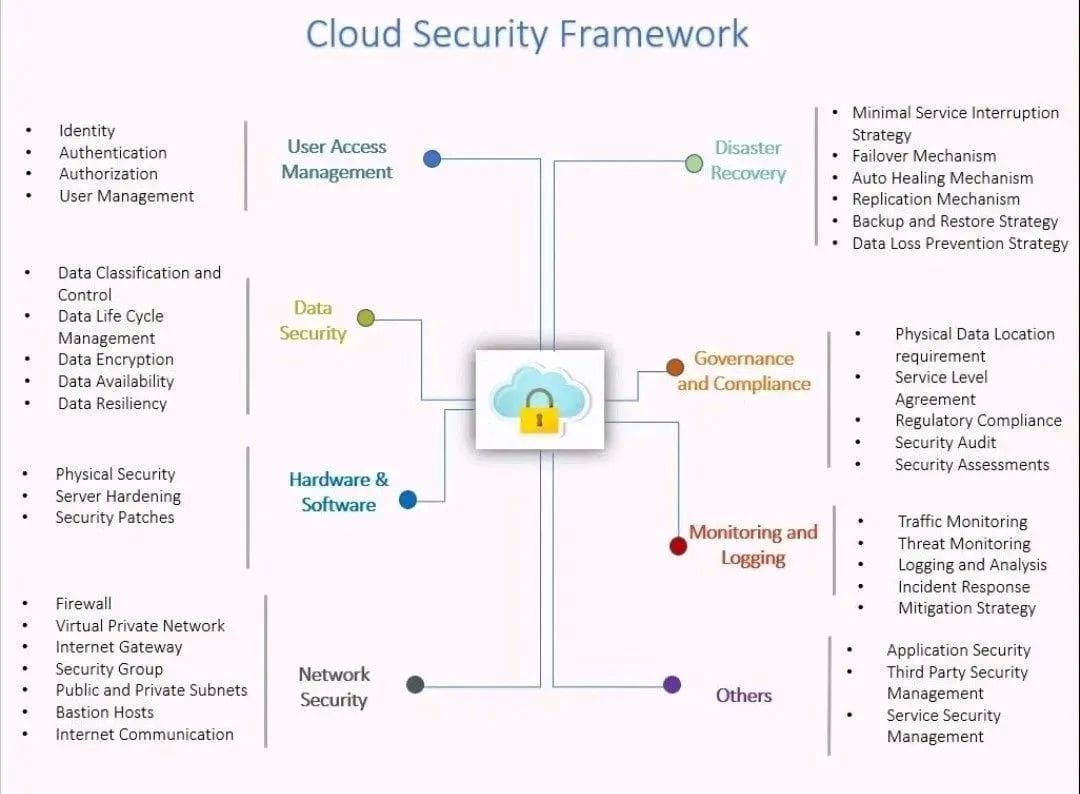 Cloud Security Framework
• Identity
• Authentication
• Authorization
• User Management
User Access
Management
• Data Classification and
Control
• Data Life Cycle
Management
• Data Encryption
• Data Availability
• Data Resiliency
Data
Security
• Physical Security
• Server Hardening
• Security Patches
Hardware &
Software
• Firewall
• Virtual Private Network
• Internet Gateway
• Security Group
• Public and Private Subnets
• Bastion Hosts
• Internet Communication
Network
Security
Disaster
Recovery
• Minimal Service Interruption
Strategy
• Failover Mechanism
• Auto Healing Mechanism
• Replication Mechanism
• Backup and Restore Strategy
• Data Loss Prevention Strategy
Governance
and Compliance
• Physical Data Location
requirement
• Service Level
Agreement
• Regulatory Compliance
• Security Audit
• Security Assessments
Monitoring and
Logging
• Traffic Monitoring
• Threat Monitoring
• Logging and Analysis
• Incident Response
• Mitigation Strategy
Others
• Application Security
• Third Party Security
Management
• Service Security
Management